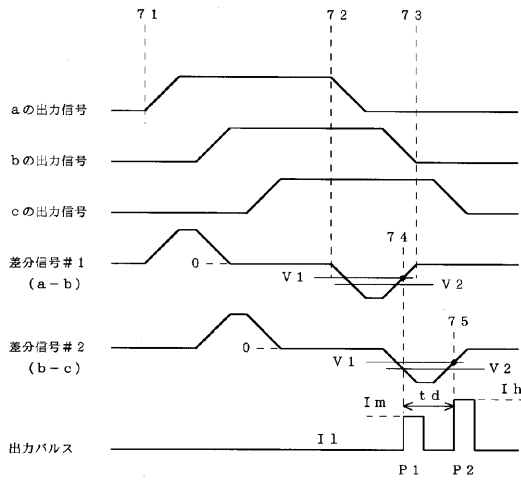 71 72 73
aの出力信号
bの出力信号
cの出力信号
74
差分信号#1 0
(a-b) V1 V2
75
差分信号#2 0 V1 V2
(b-c)
Im td Ih
出力パルス Il
P1 P2